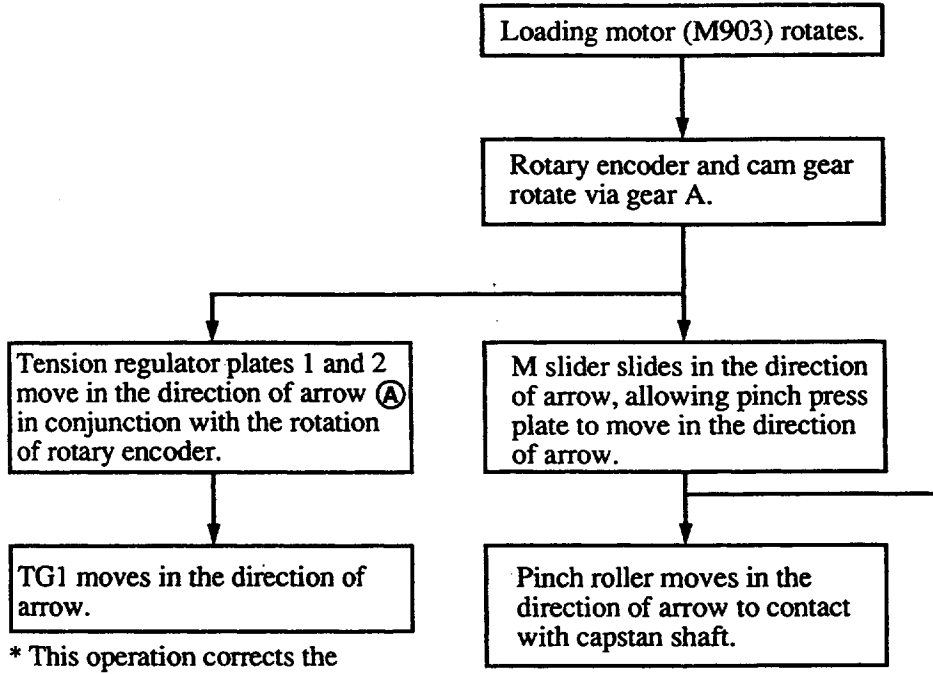 Loading motor (M903) rotates.
Rotary encoder and cam gear
rotate via gear A.
Tension regulator plates 1 and 2
move in the direction of arrow Ⓐ
in conjunction with the rotation
of rotary encoder.
M slider slides in the direction
of arrow, allowing pinch press
plate to move in the direction
of arrow.
TG1 moves in the direction of
arrow.
Pinch roller moves in the
direction of arrow to contact
with capstan shaft.
* This operation corrects the